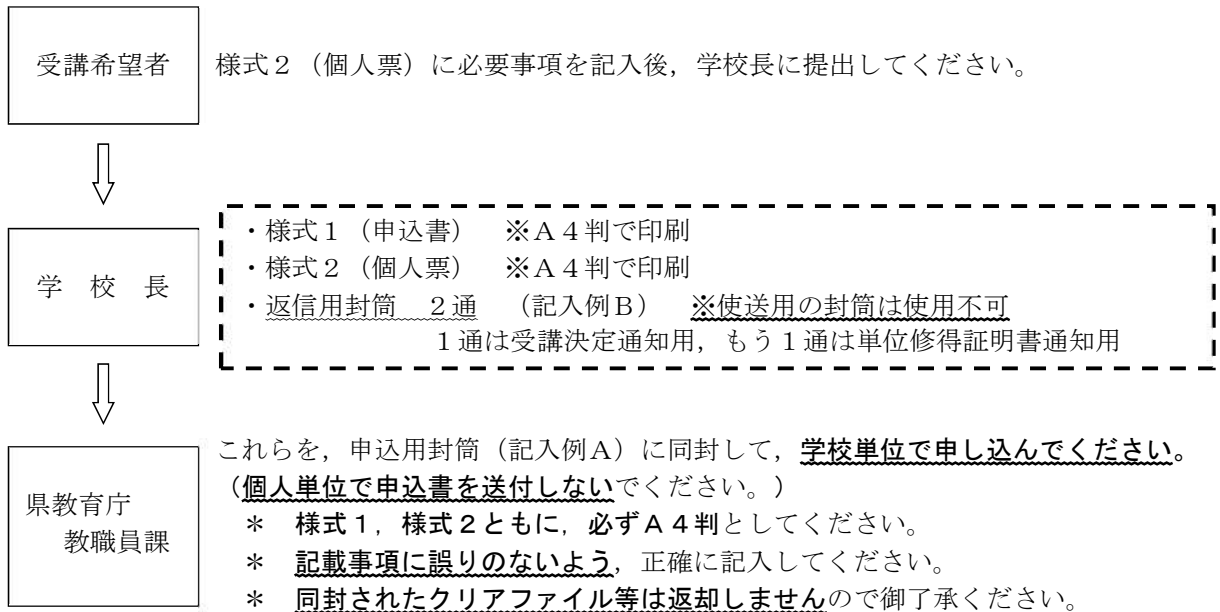 受講希望者
様式２（個人票）に必要事項を記入後，学校長に提出してください。
・様式１（申込書）　※Ａ４判で印刷
・様式２（個人票）　※Ａ４判で印刷
学　校　長
・返信用封筒　２通　（記入例Ｂ）　※使送用の封筒は使用不可
１通は受講決定通知用，もう１通は単位修得証明書通知用
これらを，申込用封筒（記入例Ａ）に同封して，学校単位で申し込んでください。
（個人単位で申込書を送付しないでください。）
県教育庁
教職員課
＊　様式１，様式２ともに，必ずＡ４判としてください。
＊　記載事項に誤りのないよう，正確に記入してください。
＊　同封されたクリアファイル等は返却しませんので御了承ください。